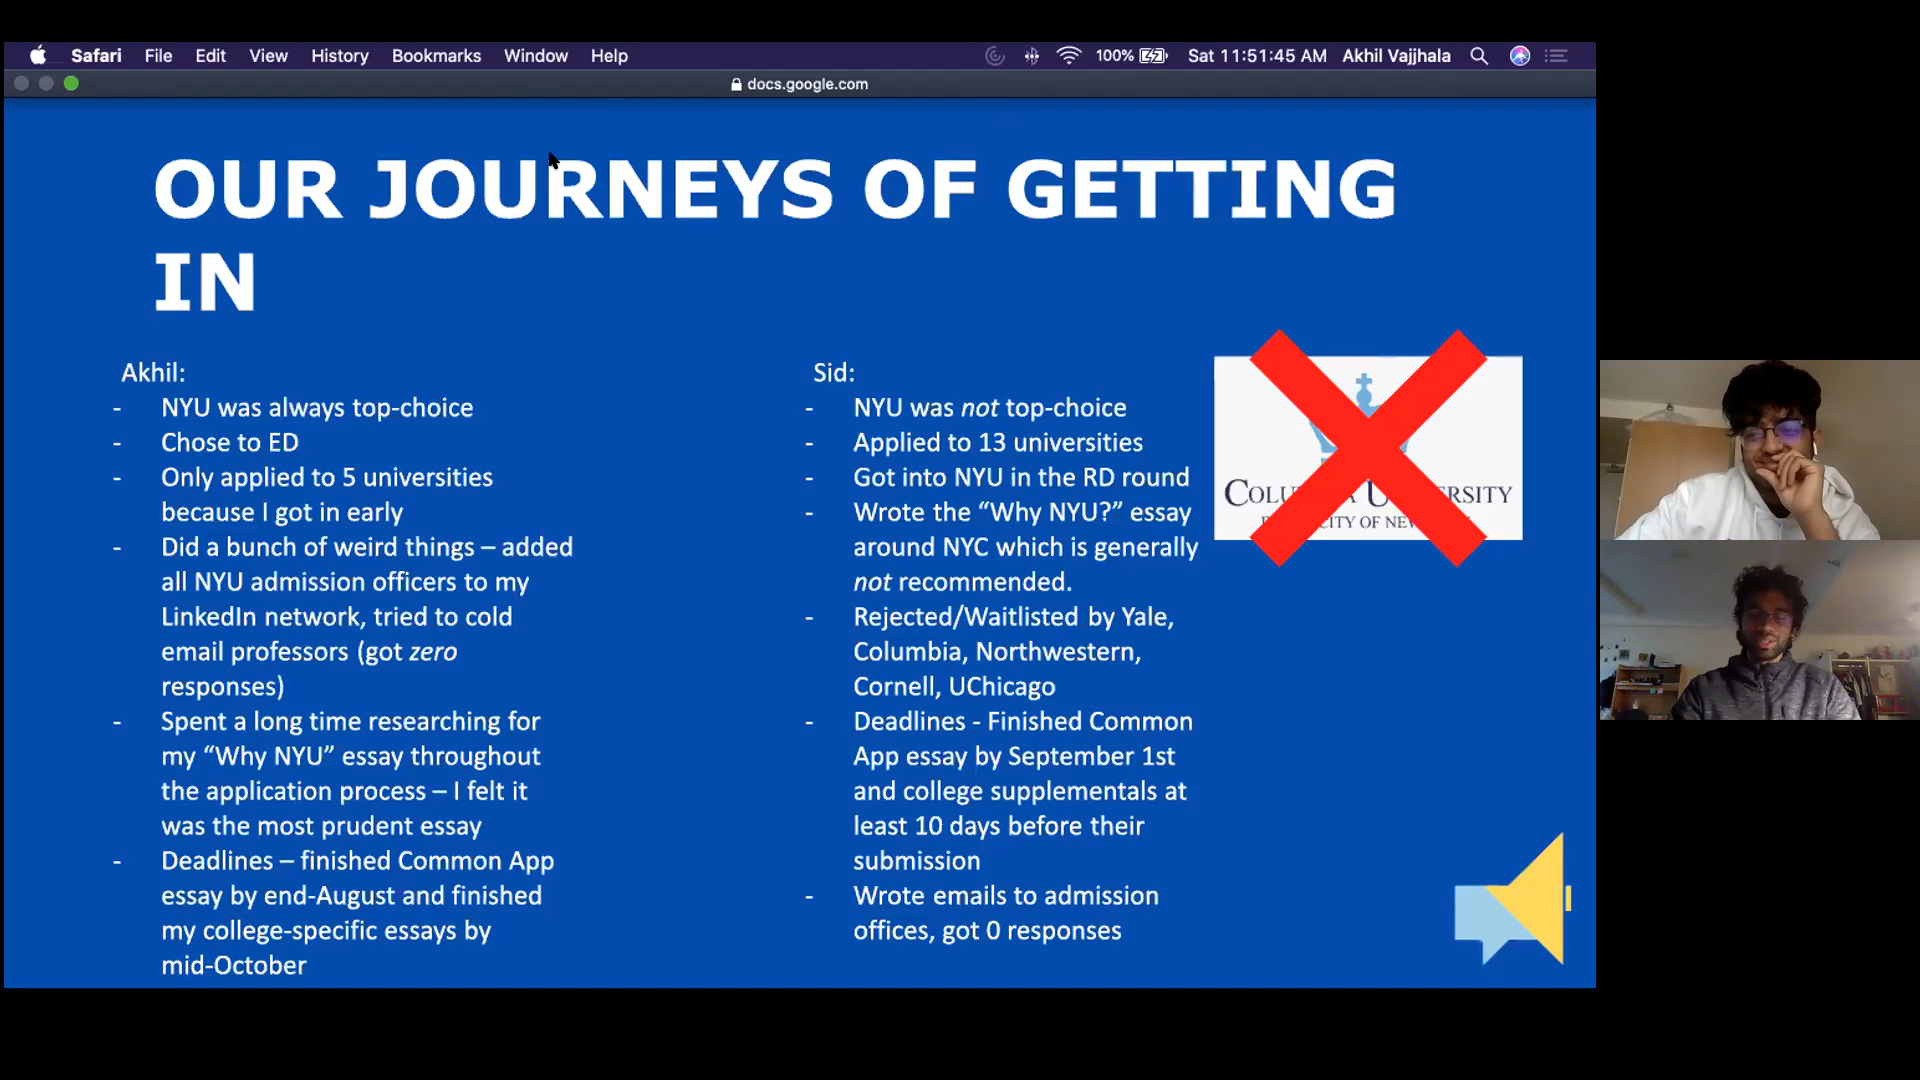 Safari File Edit View History Bookmarks Window Help 100% Sat 11:51:45 AM Akhil Vajjhala
docs.google.com
OUR JOURNEYS OF GETTING
IN
Akhil:
- NYU was always top-choice
- Chose to ED
- Only applied to 5 universities
because I got in early
- Did a bunch of weird things – added
all NYU admission officers to my
LinkedIn network, tried to cold
email professors (got zero
responses)
- Spent a long time researching for
my “Why NYU” essay throughout
the application process – I felt it
was the most prudent essay
- Deadlines – finished Common App
essay by end-August and finished
my college-specific essays by
mid-October
Sid:
- NYU was not top-choice
- Applied to 13 universities
- Got into NYU in the RD round
- Wrote the “Why NYU?” essay
around NYC which is generally
not recommended.
- Rejected/Waitlisted by Yale,
Columbia, Northwestern,
Cornell, UChicago
- Deadlines - Finished Common
App essay by September 1st
and college supplementals at
least 10 days before their
submission
- Wrote emails to admission
offices, got 0 responses
CITY OF